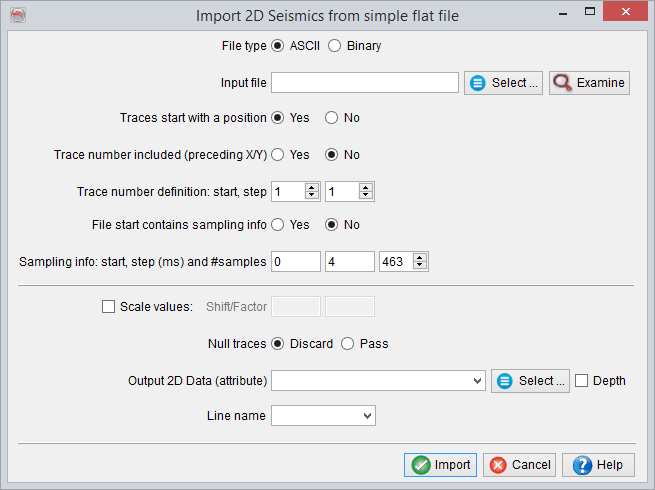 Import 2D Seismics from simple flat file
File type ASCII Binary
Input file Select ... Examine
Traces start with a position Yes No
Trace number included (preceding X/Y) Yes No
Trace number definition: start, step 1 1
File start contains sampling info Yes No
Sampling info: start, step (ms) and #samples 0 4 463
Scale values: Shift/Factor
Null traces Discard Pass
Output 2D Data (attribute) Select ... Depth
Line name
Import Cancel Help